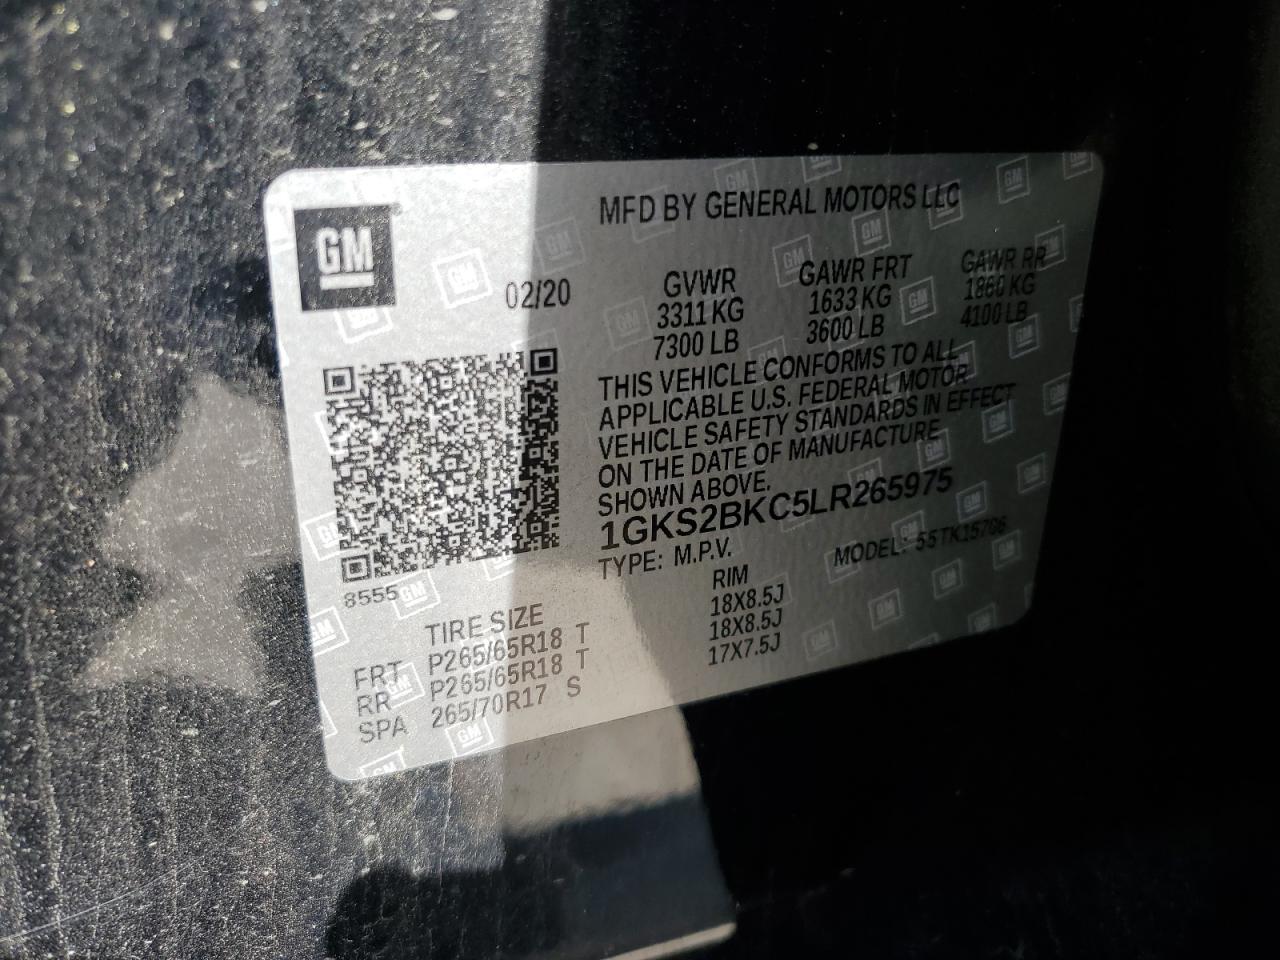 GM
MFD BY GENERAL MOTORS LLC
02/20
GVWR
3311 KG
7300 LB
GAWR FRT
1633 KG
3600 LB
GAWR RR
1860 KG
4100 LB
THIS VEHICLE CONFORMS TO ALL
APPLICABLE U.S. FEDERAL MOTOR
VEHICLE SAFETY STANDARDS IN EFFECT
ON THE DATE OF MANUFACTURE
SHOWN ABOVE.
1GKS2BKC5LR265975
TYPE: M.P.V.
MODEL:
8555
TIRE SIZE
RIM
FRT P265/65R18 T 18X8.5J
RR P265/65R18 T 18X8.5J
SPA 265/70R17 S 17X7.5J